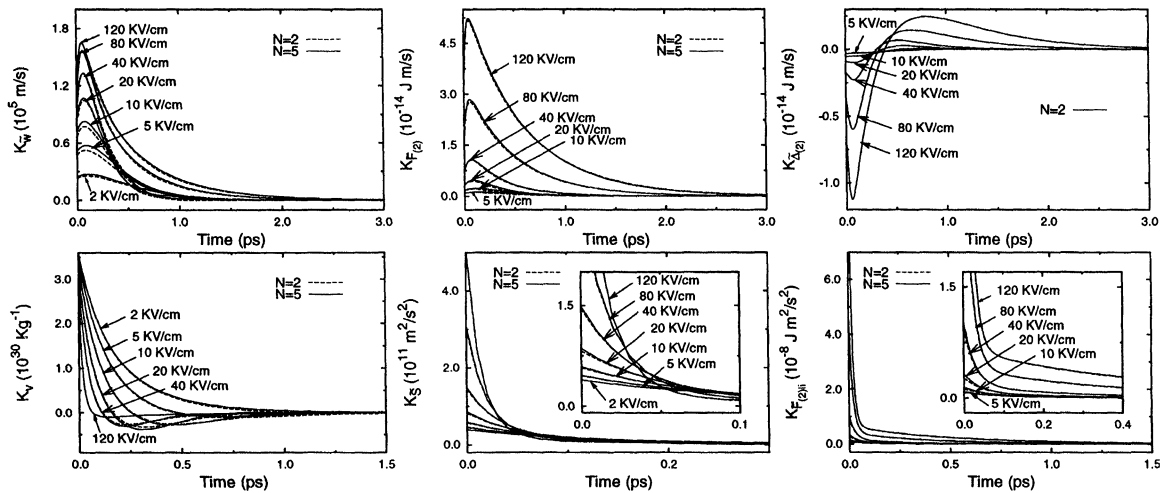 K_w̃ (10^5 m/s)
1.8
1.2
0.6
0.0
120 KV/cm
80 KV/cm
40 KV/cm
20 KV/cm
10 KV/cm
5 KV/cm
2 KV/cm
N=2
N=5
0.0 1.0 2.0 3.0
Time (ps)
K_F(2) (10^-14 J m/s)
4.5
3.0
1.5
0.0
N=2
N=5
120 KV/cm
80 KV/cm
40 KV/cm
20 KV/cm
10 KV/cm
5 KV/cm
0.0 1.0 2.0 3.0
Time (ps)
K_Δ̃(2) (10^-14 J m/s)
0.0
-0.5
-1.0
5 KV/cm
10 KV/cm
20 KV/cm
40 KV/cm
80 KV/cm
120 KV/cm
N=2
0.0 1.0 2.0 3.0
Time (ps)
K_v (10^30 Kg^-1)
3.0
2.0
1.0
0.0
N=2
N=5
2 KV/cm
5 KV/cm
10 KV/cm
20 KV/cm
40 KV/cm
120 KV/cm
0.0 0.5 1.0 1.5
Time (ps)
K_S (10^11 m^2/s^2)
4.0
2.0
0.0
N=2
N=5
1.5
0.0
120 KV/cm
80 KV/cm
40 KV/cm
20 KV/cm
10 KV/cm
5 KV/cm
2 KV/cm
0.0 0.1
0.0 0.2
Time (ps)
K_F(2)/i (10^-8 J m^2/s^2)
6.0
4.0
2.0
0.0
N=2
N=5
1.5
0.0
120 KV/cm
80 KV/cm
40 KV/cm
20 KV/cm
10 KV/cm
5 KV/cm
0.0 0.2 0.4
0.0 0.5 1.0 1.5
Time (ps)